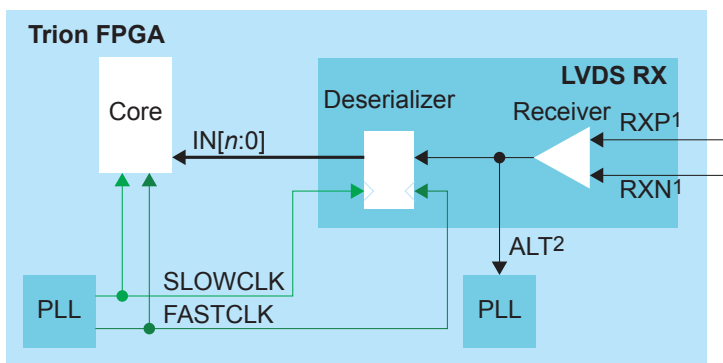 Trion FPGA
LVDS RX
Deserializer
Core
Receiver
RXP1
IN[n:0]
RXN1
ALT2
SLOWCLK
PLL
PLL
FASTCLK